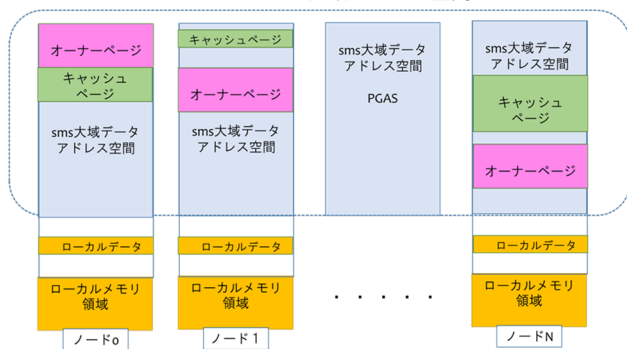 オーナーページ
キャッシュ
ページ
sms大域データ
アドレス空間
ローカルデータ
ローカルメモリ
領域
ノード0
キャッシュページ
オーナーページ
sms大域データ
アドレス空間
ローカルデータ
ローカルメモリ
領域
ノード1
sms大域データ
アドレス空間
PGAS
・・・・・
sms大域データ
アドレス空間
キャッシュ
ページ
オーナーページ
ローカルデータ
ローカルメモリ
領域
ノードN